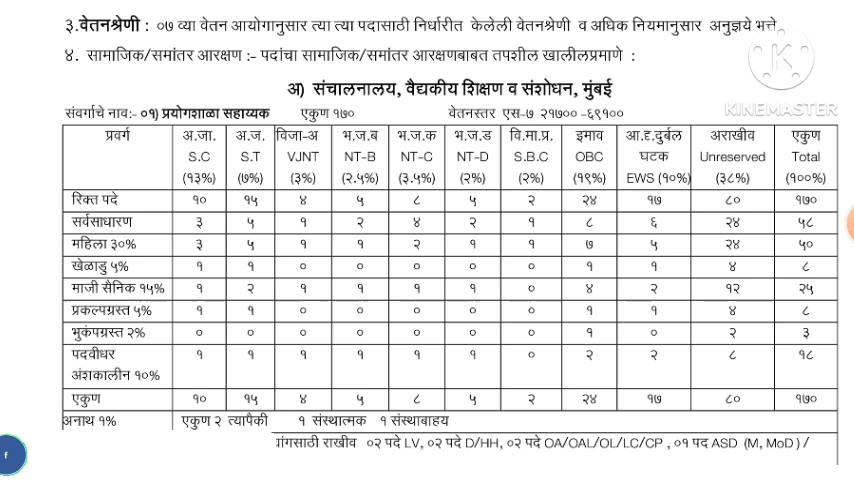 ३.वेतनश्रेणी : ०७ व्या वेतन आयोगानुसार त्या त्या पदासाठी निर्धारीत केलेली वेतनश्रेणी व अधिक नियमानुसार अनुज्ञये भत्ते
४. सामाजिक/समांतर आरक्षण :- पदांचा सामाजिक/समांतर आरक्षणबाबत तपशील खालीलप्रमाणे :
KINEMASTER
अ) संचालनालय, वैद्यकीय शिक्षण व संशोधन, मुंबई
संवर्गाचे नाव:- ०१) प्रयोगशाळा सहाय्यक एकुण १७० वेतनस्तर एस-७ २१७०० -६९१००
प्रवर्ग अ.जा. अ.ज. विजा-अ भ.ज.ब भ.ज.क भ.ज.ड वि.मा.प्र. इमाव आ.दृ.दुर्बल अराखीव एकुण
S.C S.T VJNT NT-B NT-C NT-D S.B.C OBC घटक Unreserved Total
(१३%) (७%) (३%) (२.५%) (३.५%) (२%) (२%) (१९%) EWS (१०%) (३८%) (१००%)
रिक्त पदे १० १५ ४ ५ ८ ५ २ २४ १७ ८० १७०
सर्वसाधारण ३ ५ १ २ ४ २ १ ८ ६ २४ ५८
महिला ३०% ३ ५ १ १ २ १ १ ७ ५ २४ ५०
खेळाडु ५% १ १ ० ० ० ० ० १ १ ४ ८
माजी सैनिक १५% १ २ १ १ १ १ ० ४ २ १२ २५
प्रकल्पग्रस्त ५% १ १ ० ० ० ० ० १ १ ४ ८
भुकंपग्रस्त २% ० ० ० ० ० ० ० १ ० २ ३
पदवीधर १ १ १ १ १ १ ० २ २ ८ १८
अंशकालीन १०%
एकुण १० १५ ४ ५ ८ ५ २ २४ १७ ८० १७०
अनाथ १% एकुण २ त्यापैकी १ संस्थात्मक १ संस्थाबाहय
ांगसाठी राखीव ०२ पदे LV, ०२ पदे D/HH, ०२ पदे OA/OAL/OL/LC/CP , ०१ पद ASD (M, MoD ) /
f